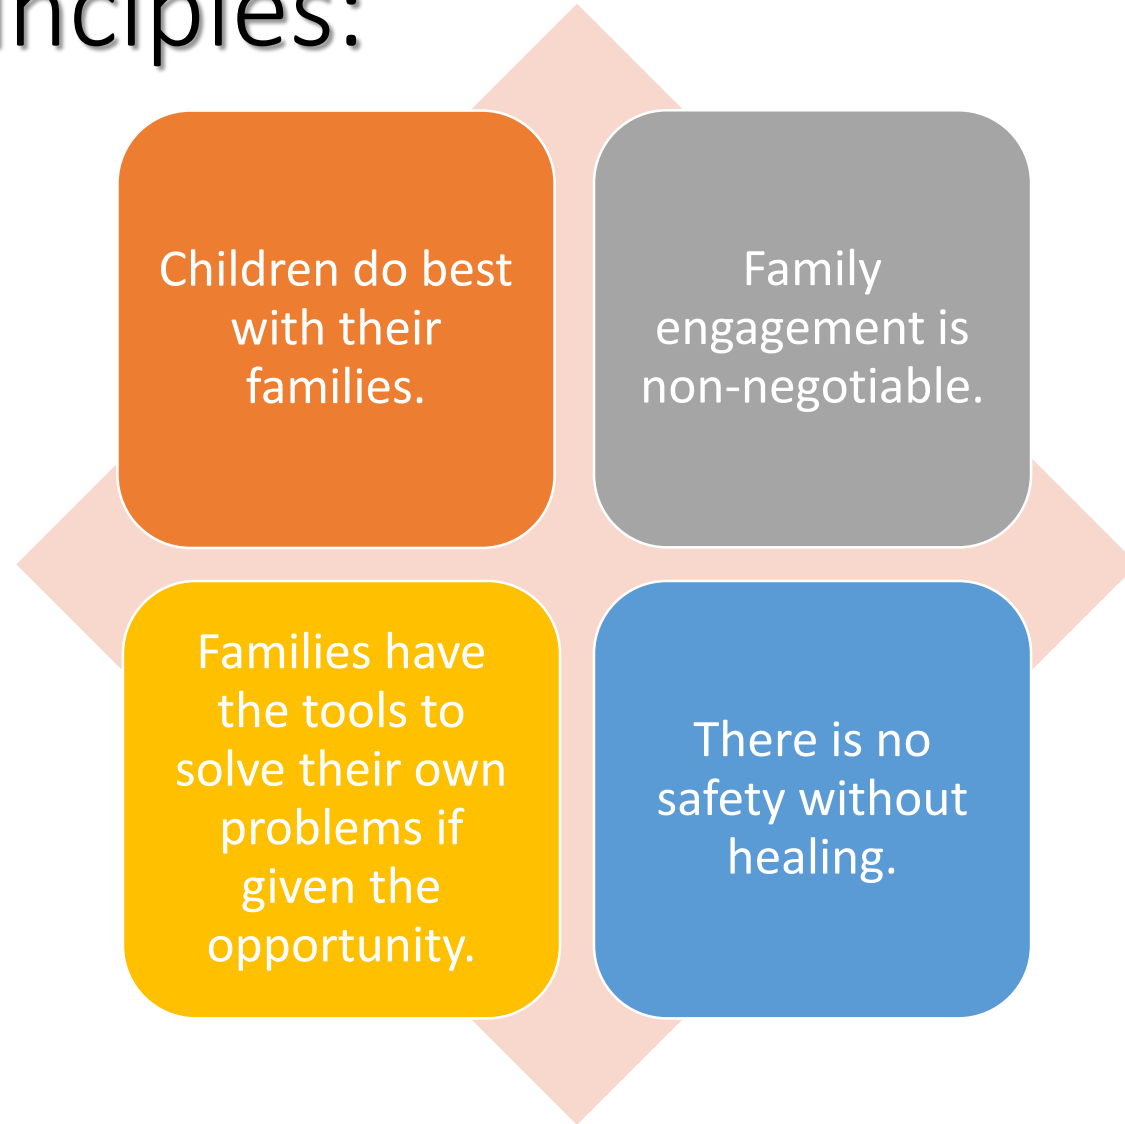 inciples:
Children do best
with their
families.
Family
engagement is
non-negotiable.
Families have
the tools to
solve their own
problems if
given the
opportunity.
There is no
safety without
healing.